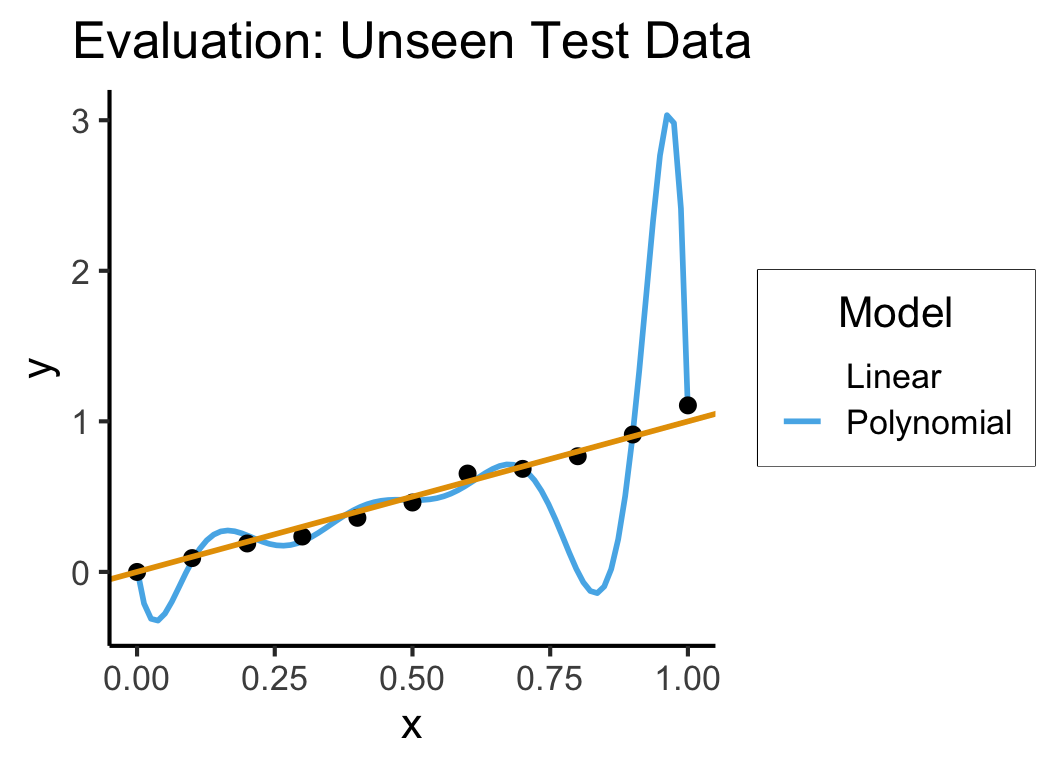 Evaluation: Unseen Test Data
3
2
1
0
y
0.00 0.25 0.50 0.75 1.00
x
Model
Linear
Polynomial